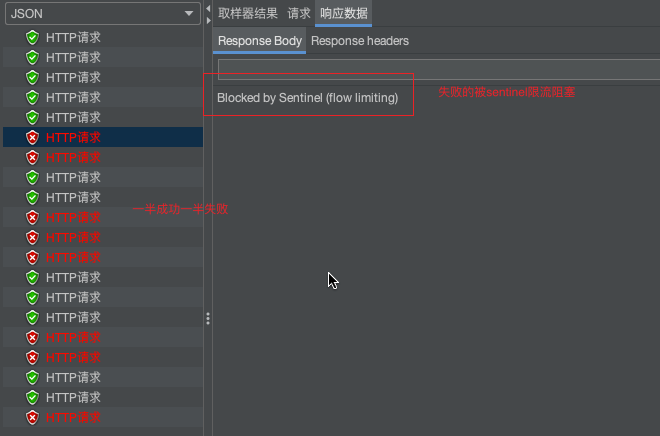 JSON
取样器结果 请求 响应数据
Response Body Response headers
Blocked by Sentinel (flow limiting)
失败的被sentinel限流阻塞
HTTP请求
HTTP请求
HTTP请求
HTTP请求
HTTP请求
HTTP请求
HTTP请求
HTTP请求
HTTP请求
一半成功一半失败
HTTP请求
HTTP请求
HTTP请求
HTTP请求
HTTP请求
HTTP请求
HTTP请求
HTTP请求
HTTP请求
HTTP请求
HTTP请求